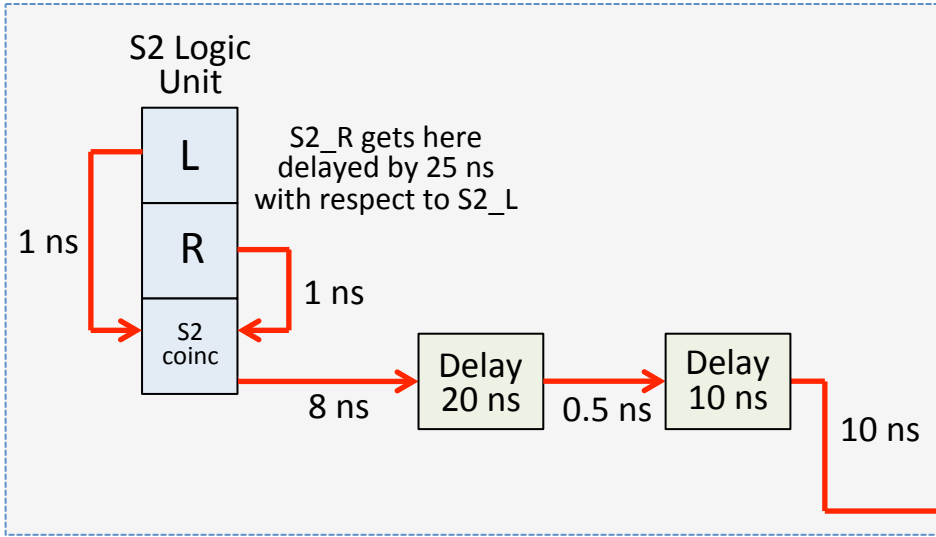 S2 Logic
Unit
L
S2_R gets here
delayed by 25 ns
with respect to S2_L
1 ns
R
1 ns
S2
coinc
8 ns
Delay
20 ns
0.5 ns
Delay
10 ns
10 ns